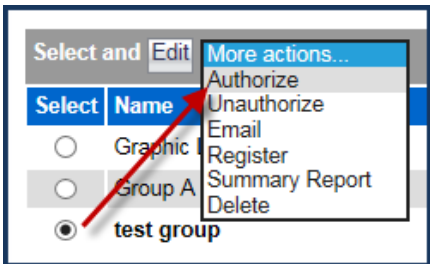 Select and Edit More actions...
Authorize
Unauthorize
Email
Register
Summary Report
Delete
Select Name
Graphic
Group A
test group